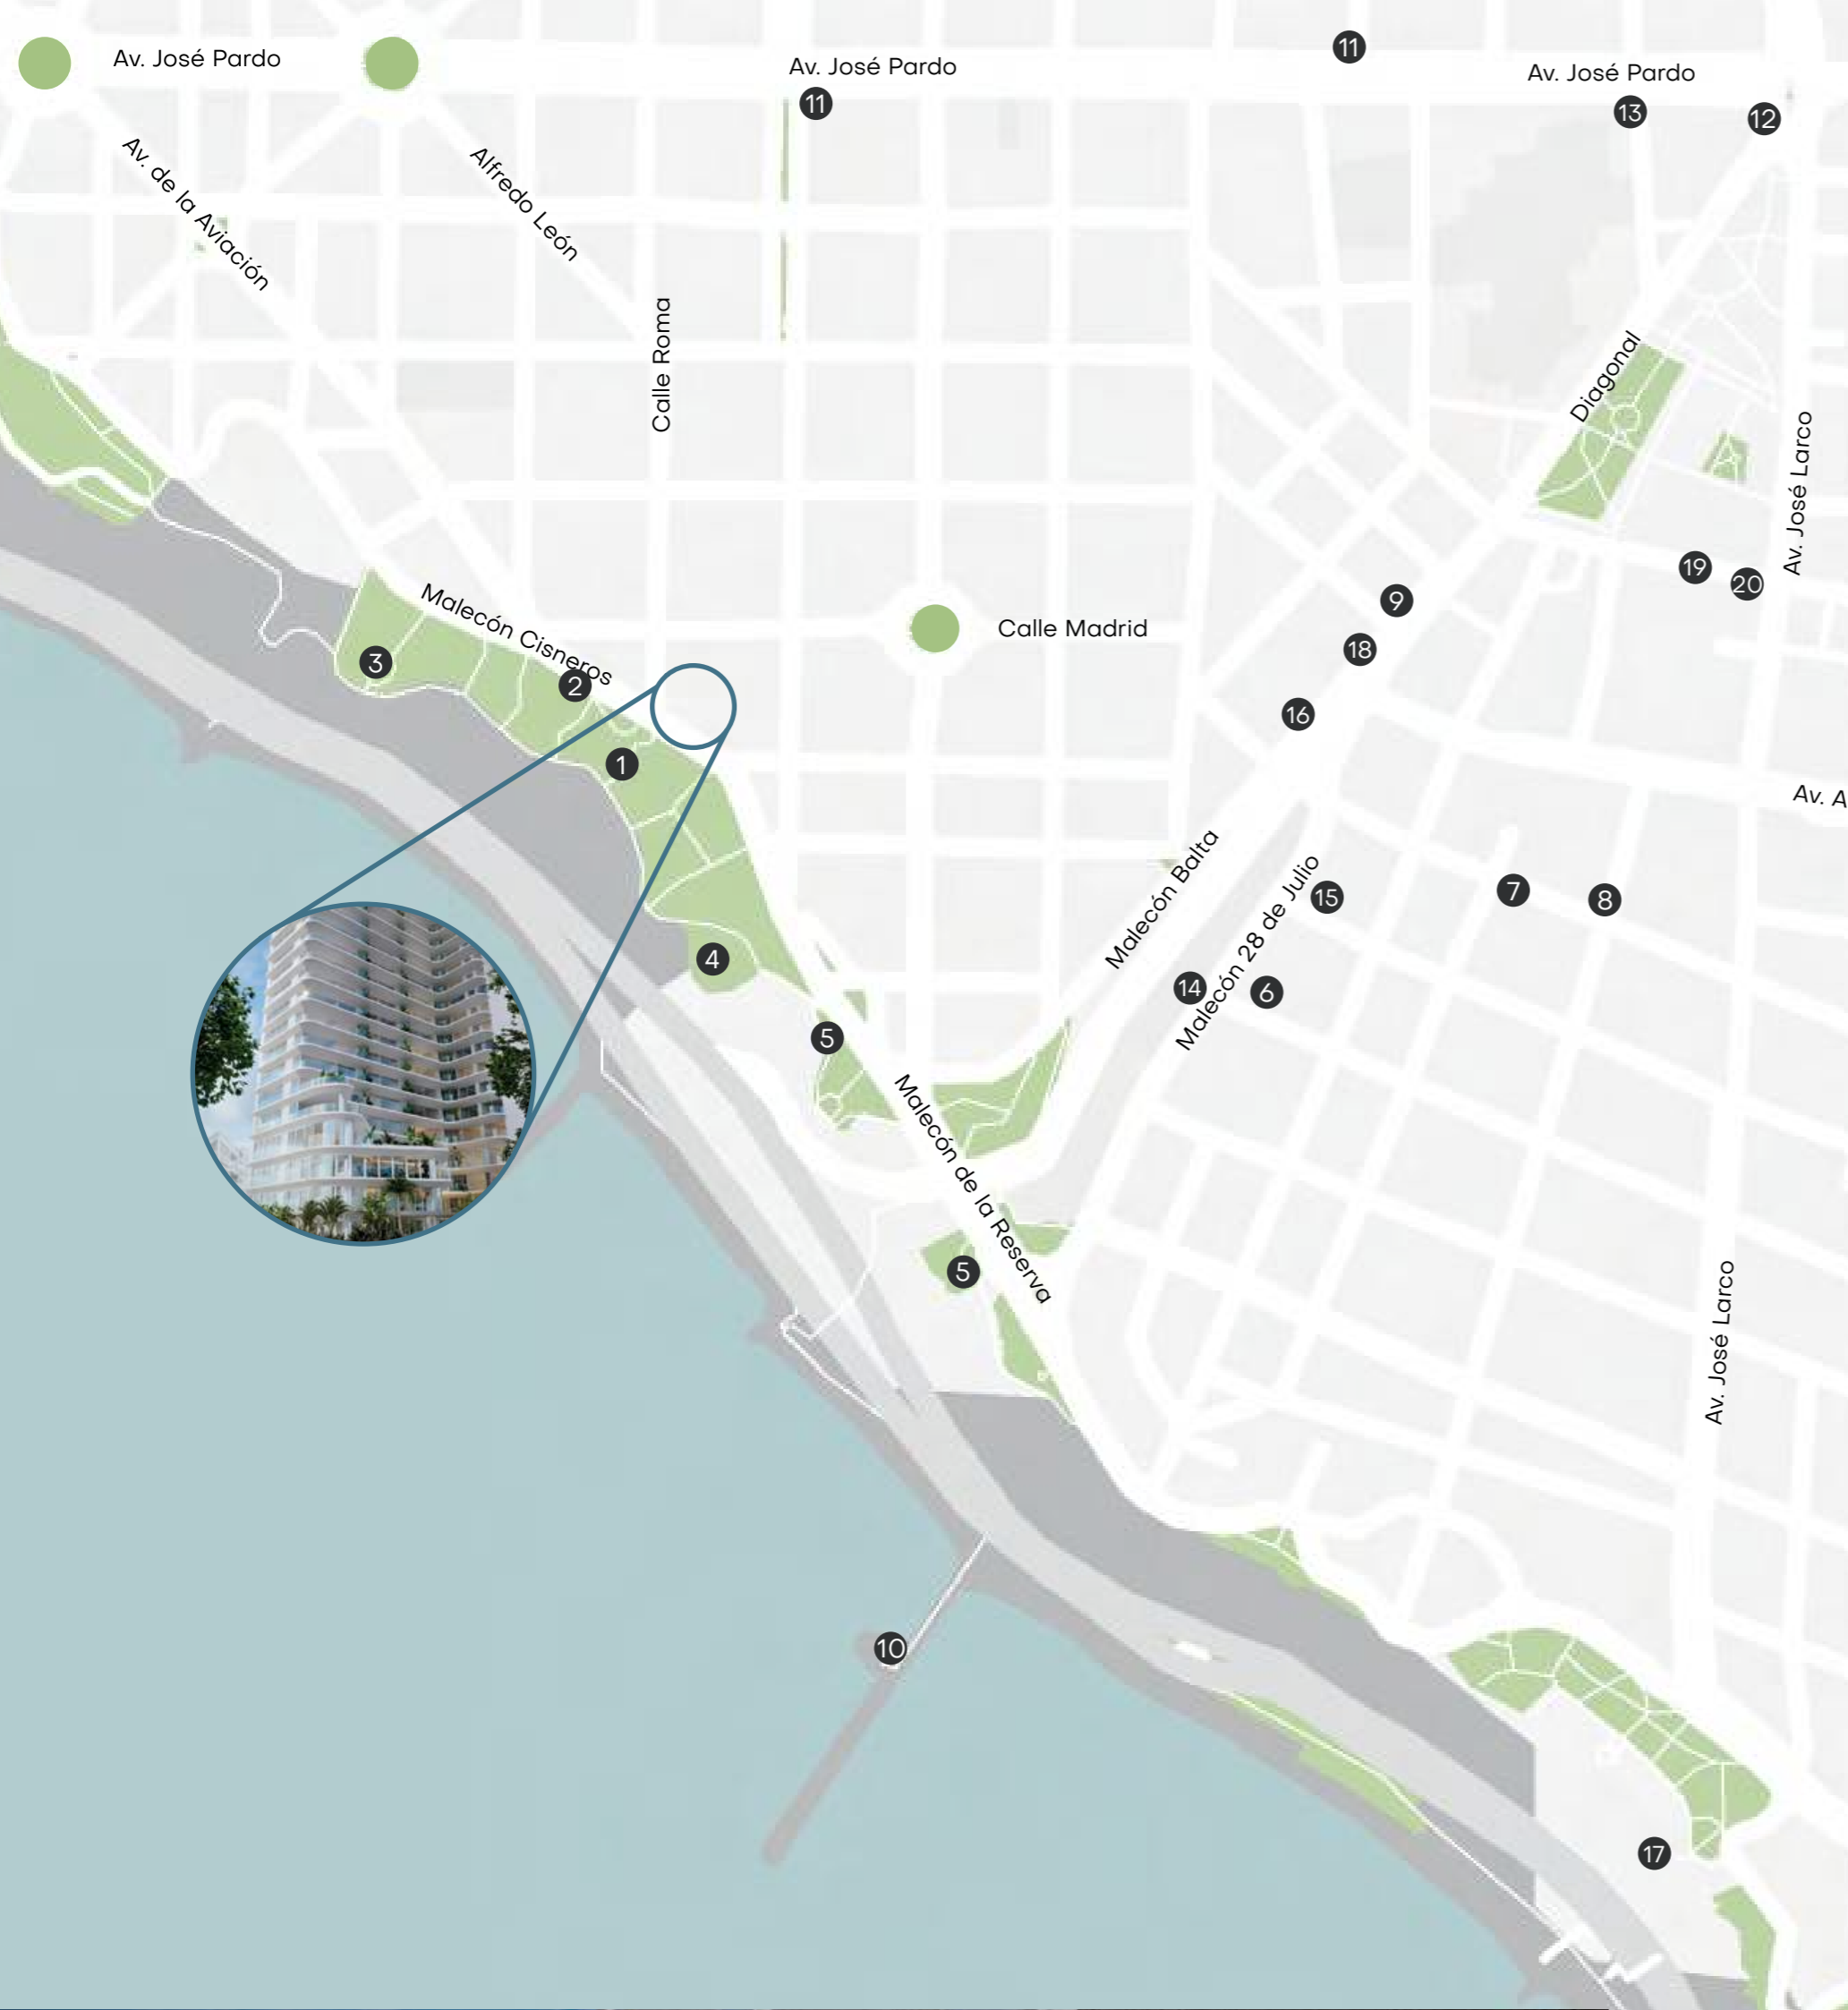 11
Av. José Pardo
Av. José Pardo
Av. José Pardo
11
13
12
Av. de la Aviación
Alfredo León
Calle Roma
Diagonal
Av. José Larco
19
20
9
Malecón Cisneros
Calle Madrid
18
3
2
16
1
Av. A
Malecón Balta
Malecón 28 de Julio
15
7
8
4
14
6
5
Malecón de la Reserva
5
Av. José Larco
10
17